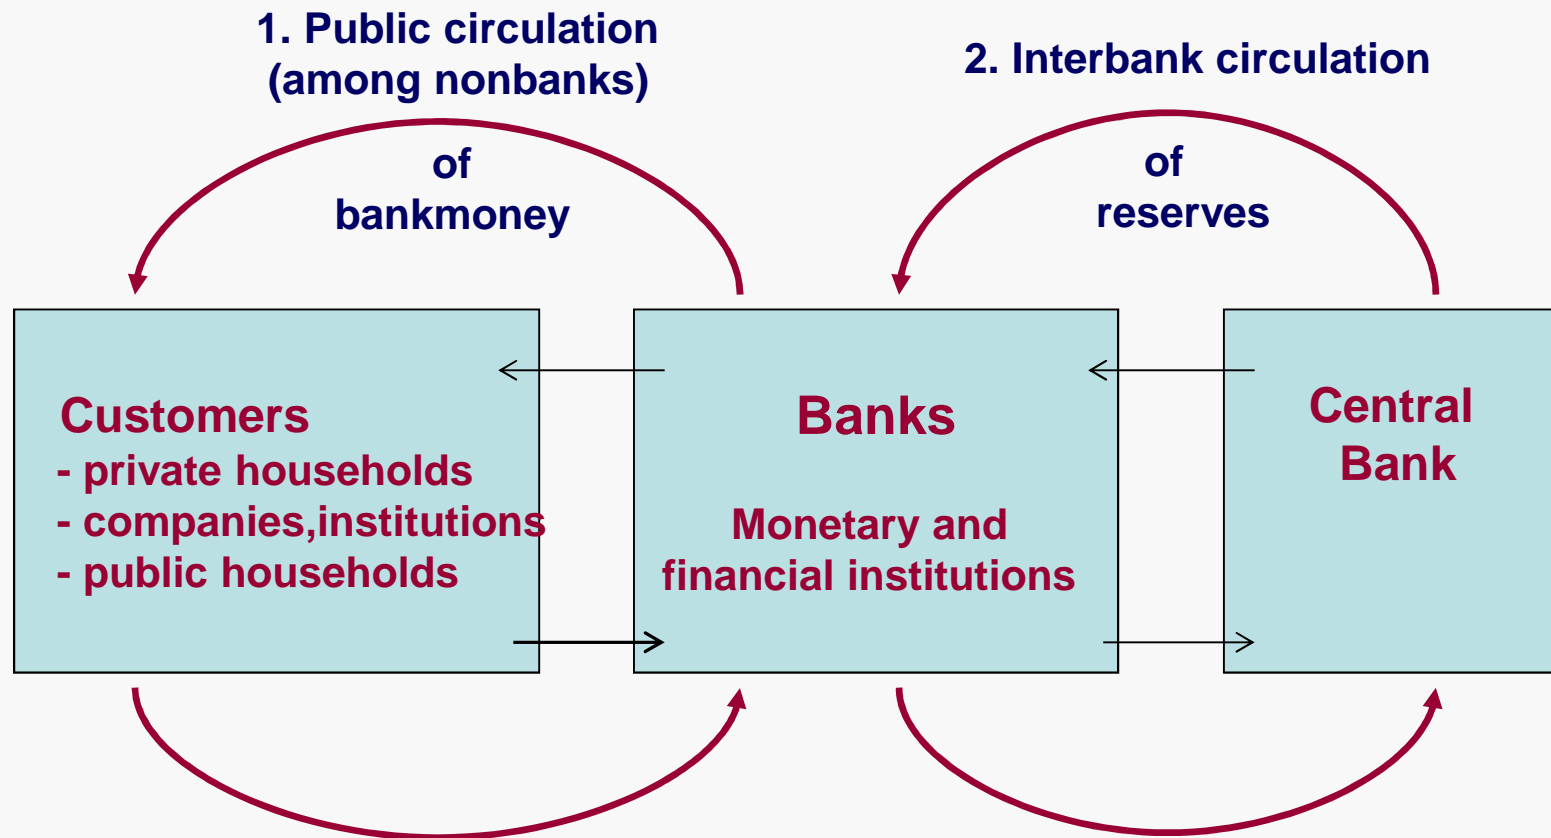 1. Public circulation
(among nonbanks)
2. Interbank circulation
of
bankmoney
of
reserves
Customers
- private households
- companies,institutions
- public households
Banks
Monetary and
financial institutions
Central
Bank